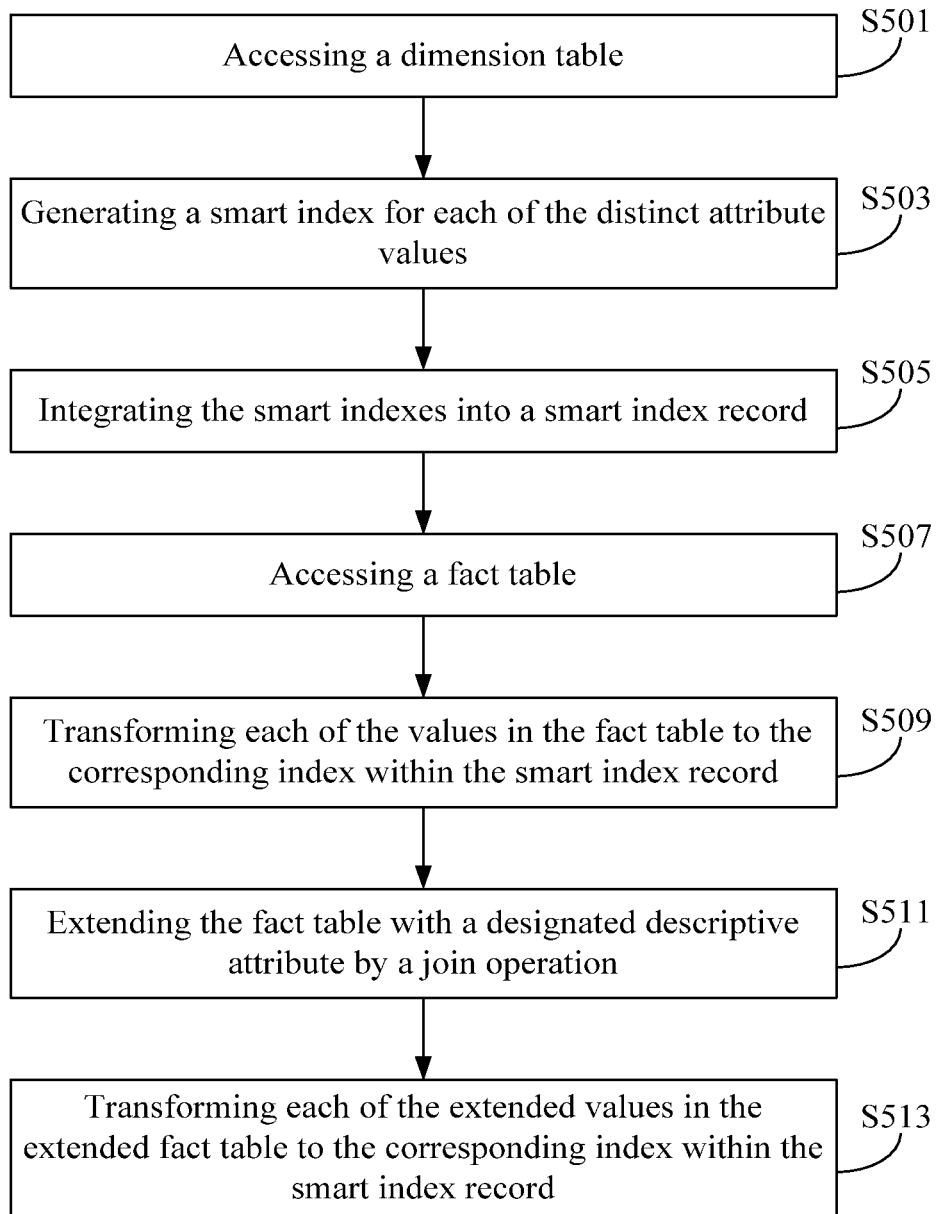 S501
Accessing a dimension table
S503
Generating a smart index for each of the distinct attribute
values
S505
Integrating the smart indexes into a smart index record
S507
Accessing a fact table
S509
Transforming each of the values in the fact table to the
corresponding index within the smart index record
S511
Extending the fact table with a designated descriptive
attribute by a join operation
S513
Transforming each of the extended values in the
extended fact table to the corresponding index within the
smart index record